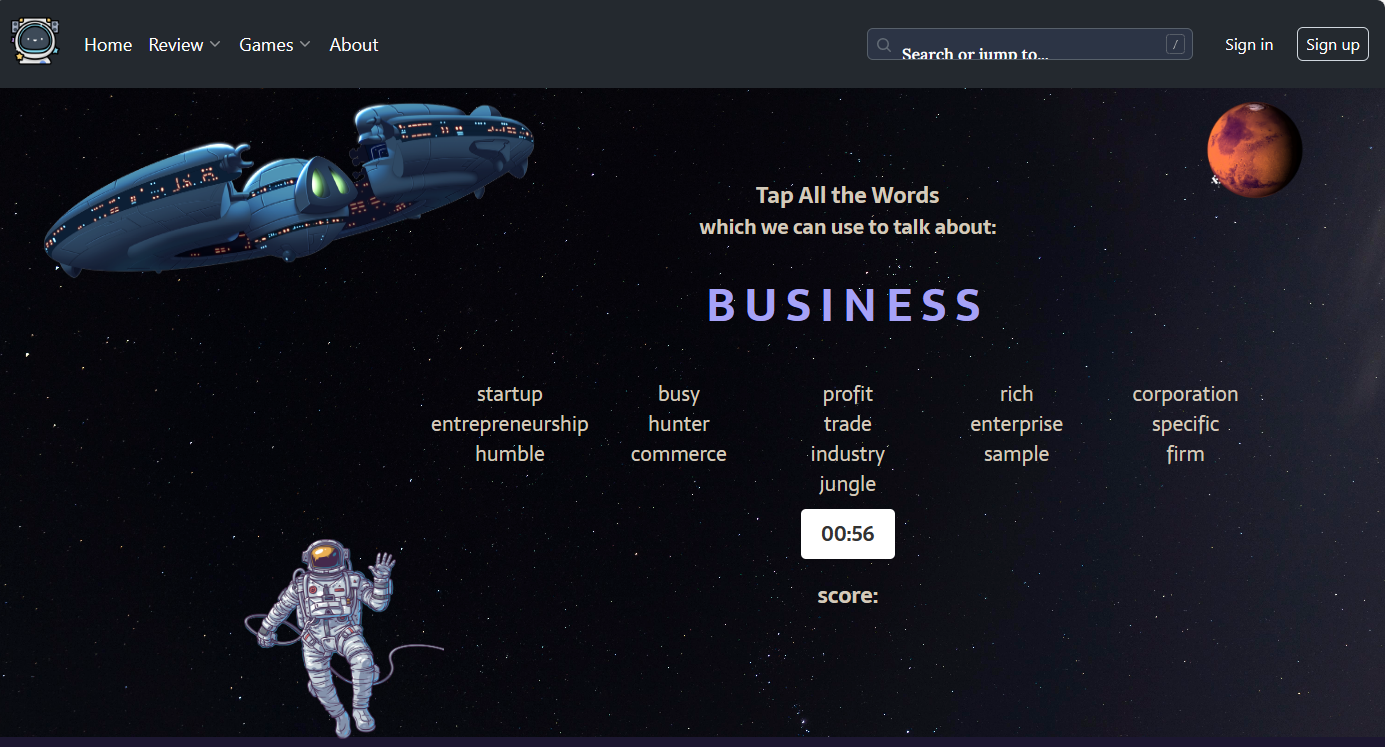 Home Review Games About Search or jump to... / Sign in Sign up
Tap All the Words
which we can use to talk about:
BUSINESS
startup busy profit rich corporation
entrepreneurship hunter trade enterprise specific
humble commerce industry sample firm
jungle
00:56
score: